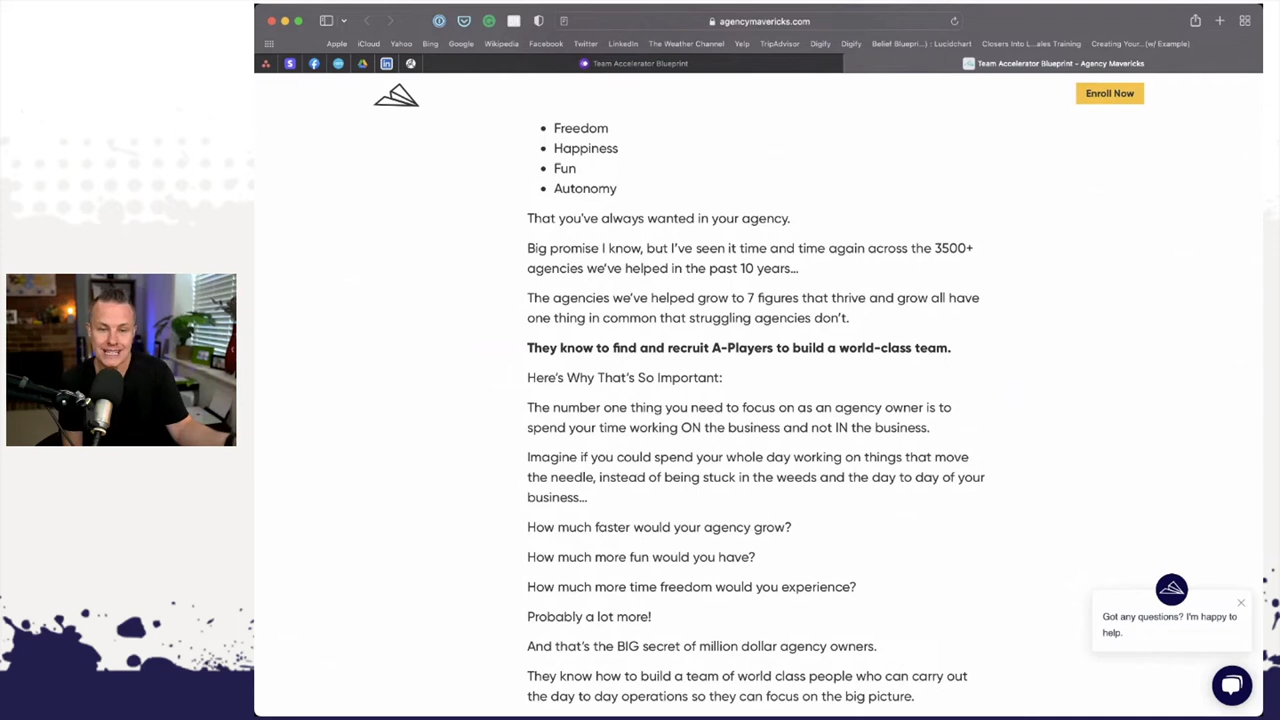 agencymavericks.com
Apple iCloud Yahoo Bing Google Wikipedia Facebook Twitter LinkedIn The Weather Channel Yelp TripAdvisor Digify Digify Belief Bluepri...) | Lucidchart Closers Into L...ales Training Creating Your...(w/ Example)
Team Accelerator Blueprint
Team Accelerator Blueprint - Agency Mavericks
Enroll Now
• Freedom
• Happiness
• Fun
• Autonomy
That you've always wanted in your agency.
Big promise I know, but I've seen it time and time again across the 3500+
agencies we've helped in the past 10 years...
The agencies we've helped grow to 7 figures that thrive and grow all have
one thing in common that struggling agencies don't.
They know to find and recruit A-Players to build a world-class team.
Here's Why That's So Important:
The number one thing you need to focus on as an agency owner is to
spend your time working ON the business and not IN the business.
Imagine if you could spend your whole day working on things that move
the needle, instead of being stuck in the weeds and the day to day of your
business...
How much faster would your agency grow?
How much more fun would you have?
How much more time freedom would you experience?
Probably a lot more!
And that's the BIG secret of million dollar agency owners.
They know how to build a team of world class people who can carry out
the day to day operations so they can focus on the big picture.
Got any questions? I'm happy to
help.